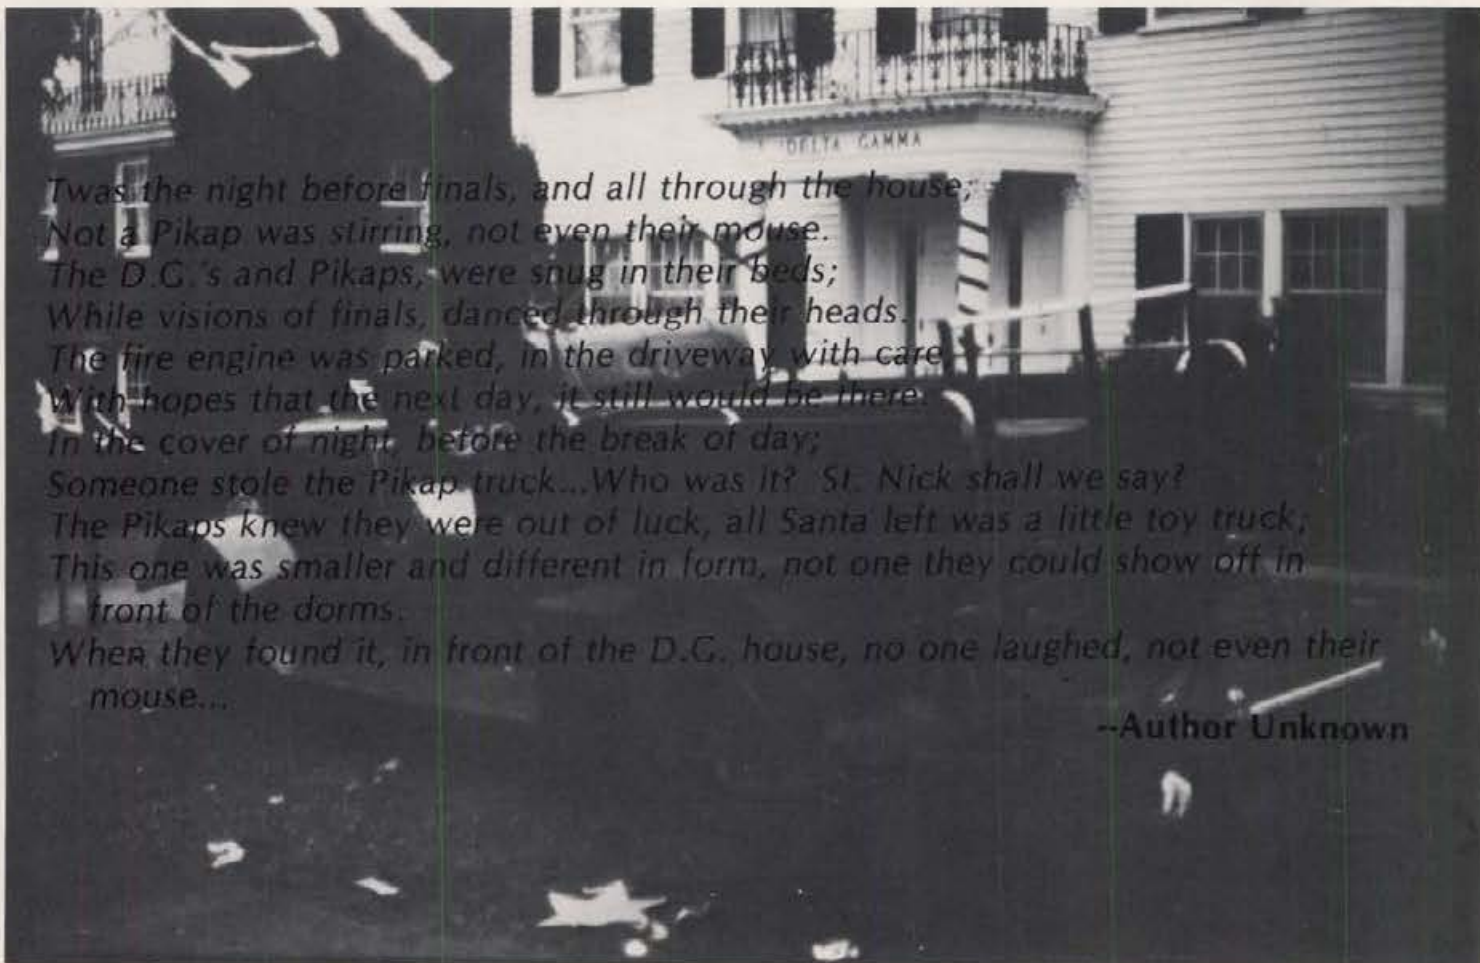 DELTA GAMMA
Twas the night before finals, and all through the house;
Not a Pikap was stirring, not even their mouse.
The D.G.'s and Pikaps, were snug in their beds;
While visions of finals, danced through their heads.
The fire engine was parked, in the driveway with care
With hopes that the next day, it still would be there.
In the cover of night, before the break of day;
Someone stole the Pikap truck...Who was it? St. Nick shall we say?
The Pikaps knew they were out of luck, all Santa left was a little toy truck;
This one was smaller and different in form, not one they could show off in
front of the dorms.
When they found it, in front of the D.G. house, no one laughed, not even their
mouse...
--Author Unknown